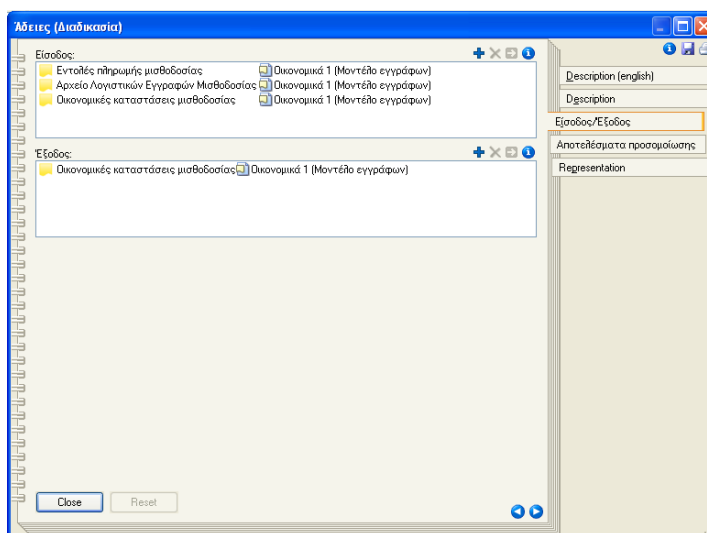 Άδειες (Διαδικασία)
Είσοδος:
Εντολές πληρωμής μισθοδοσίας Οικονομικά 1 (Μοντέλο εγγράφων)
Αρχείο Λογιστικών Εγγραφών Μισθοδοσίας Οικονομικά 1 (Μοντέλο εγγράφων)
Οικονομικές καταστάσεις μισθοδοσίας Οικονομικά 1 (Μοντέλο εγγράφων)
Έξοδος:
Οικονομικές καταστάσεις μισθοδοσίας Οικονομικά 1 (Μοντέλο εγγράφων)
Description (english)
Description
Είσοδος/Έξοδος
Αποτελέσματα προσομοίωσης
Representation
Close
Reset